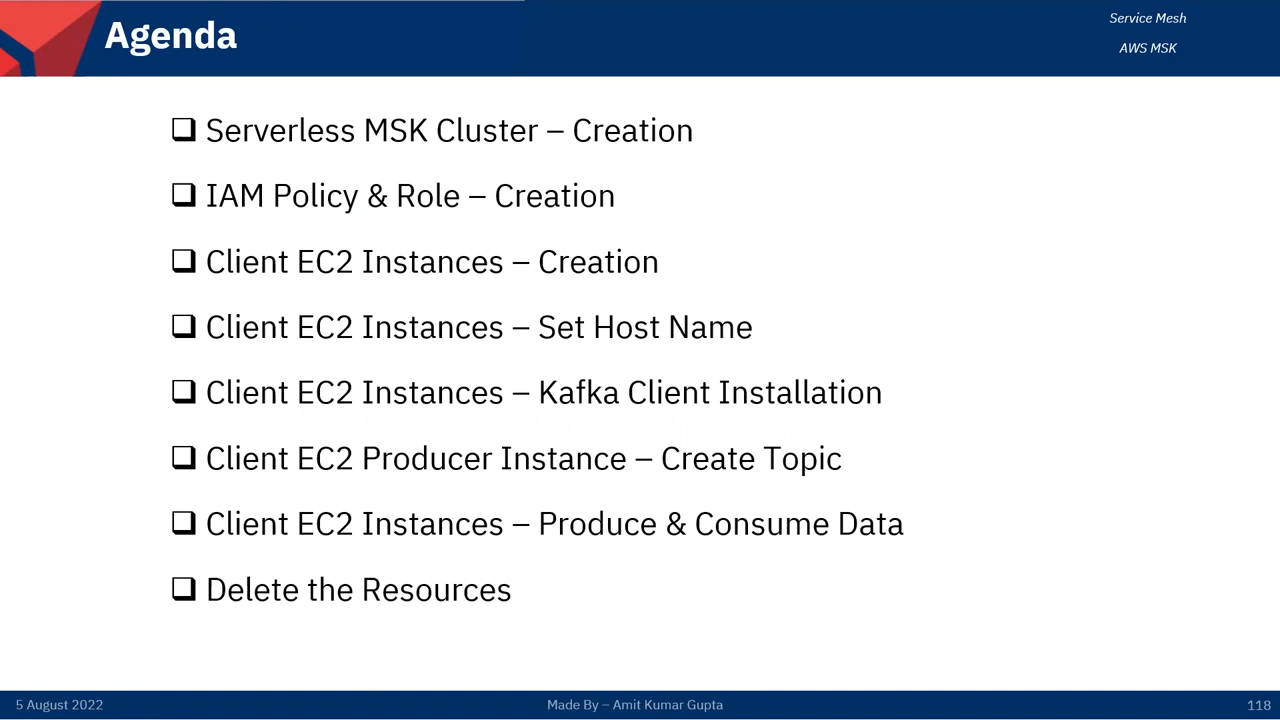 Agenda
Service Mesh
AWS MSK
❑ Serverless MSK Cluster – Creation
❑ IAM Policy & Role – Creation
❑ Client EC2 Instances – Creation
❑ Client EC2 Instances – Set Host Name
❑ Client EC2 Instances – Kafka Client Installation
❑ Client EC2 Producer Instance – Create Topic
❑ Client EC2 Instances – Produce & Consume Data
❑ Delete the Resources
5 August 2022
Made By – Amit Kumar Gupta
118